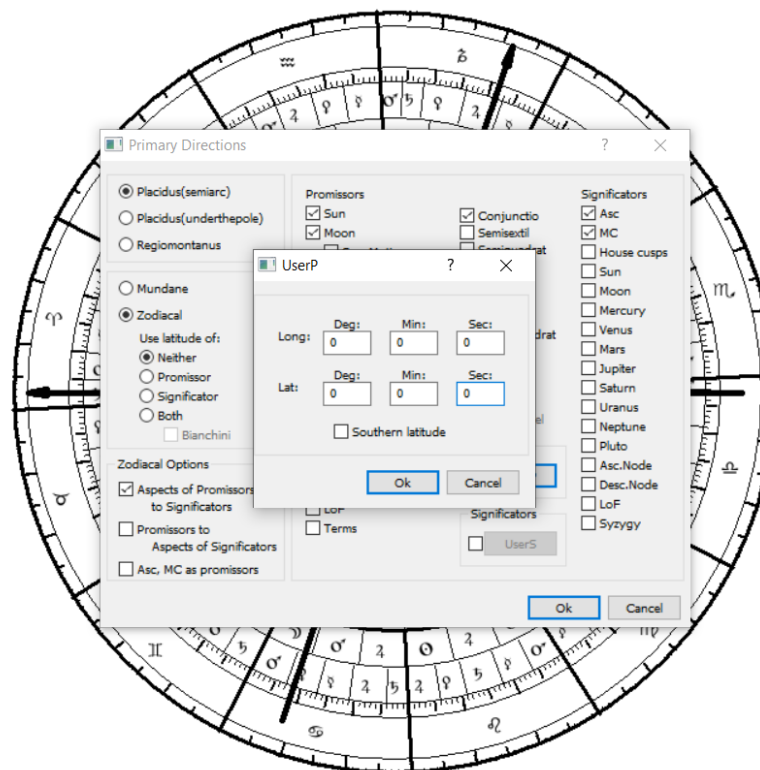 Primary Directions
?
Placidus(semiarc)
Placidus(underthepole)
Regiomontanus
Mundane
Zodiacal
Use latitude of:
Neither
Promissor
Significator
Both
Bianchini
Zodiacal Options
Aspects of Promissors
to Significators
Promissors to
Aspects of Significators
Asc, MC as promissors
Promissors
Sun
Moon
LoF
Terms
Conjunctio
Semisextil
Significators
UserS
Significators
Asc
MC
House cusps
Sun
Moon
Mercury
Venus
Mars
Jupiter
Saturn
Uranus
Neptune
Pluto
Asc.Node
Desc.Node
LoF
Syzygy
Ok
Cancel
UserP
?
Deg: Min: Sec:
Long: 0 0 0
Deg: Min: Sec:
Lat: 0 0 0
Southern latitude
Ok
Cancel